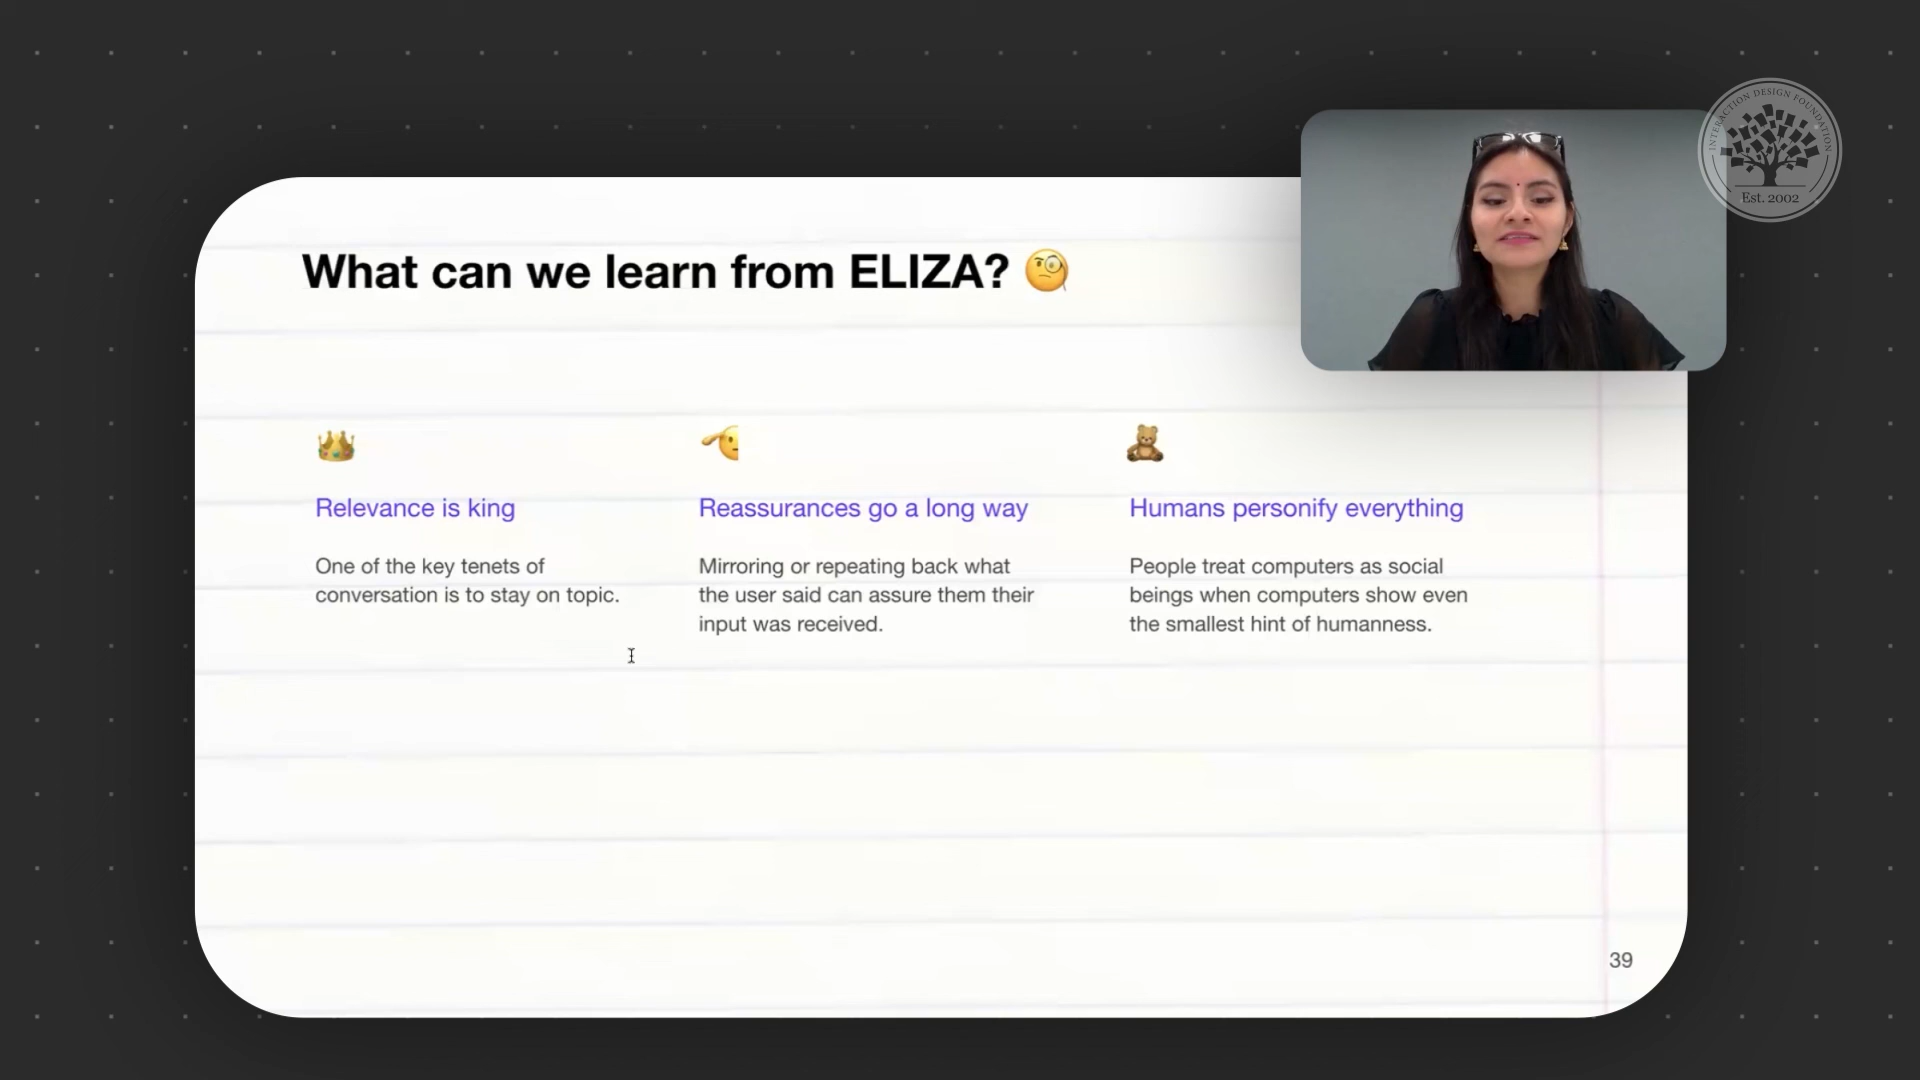 What can we learn from ELIZA?
Relevance is king
One of the key tenets of
conversation is to stay on topic.
Reassurances go a long way
Mirroring or repeating back what
the user said can assure them their
input was received.
Humans personify everything
People treat computers as social
beings when computers show even
the smallest hint of humanness.
39
INTERACTION DESIGN FOUNDATION
Est. 2002